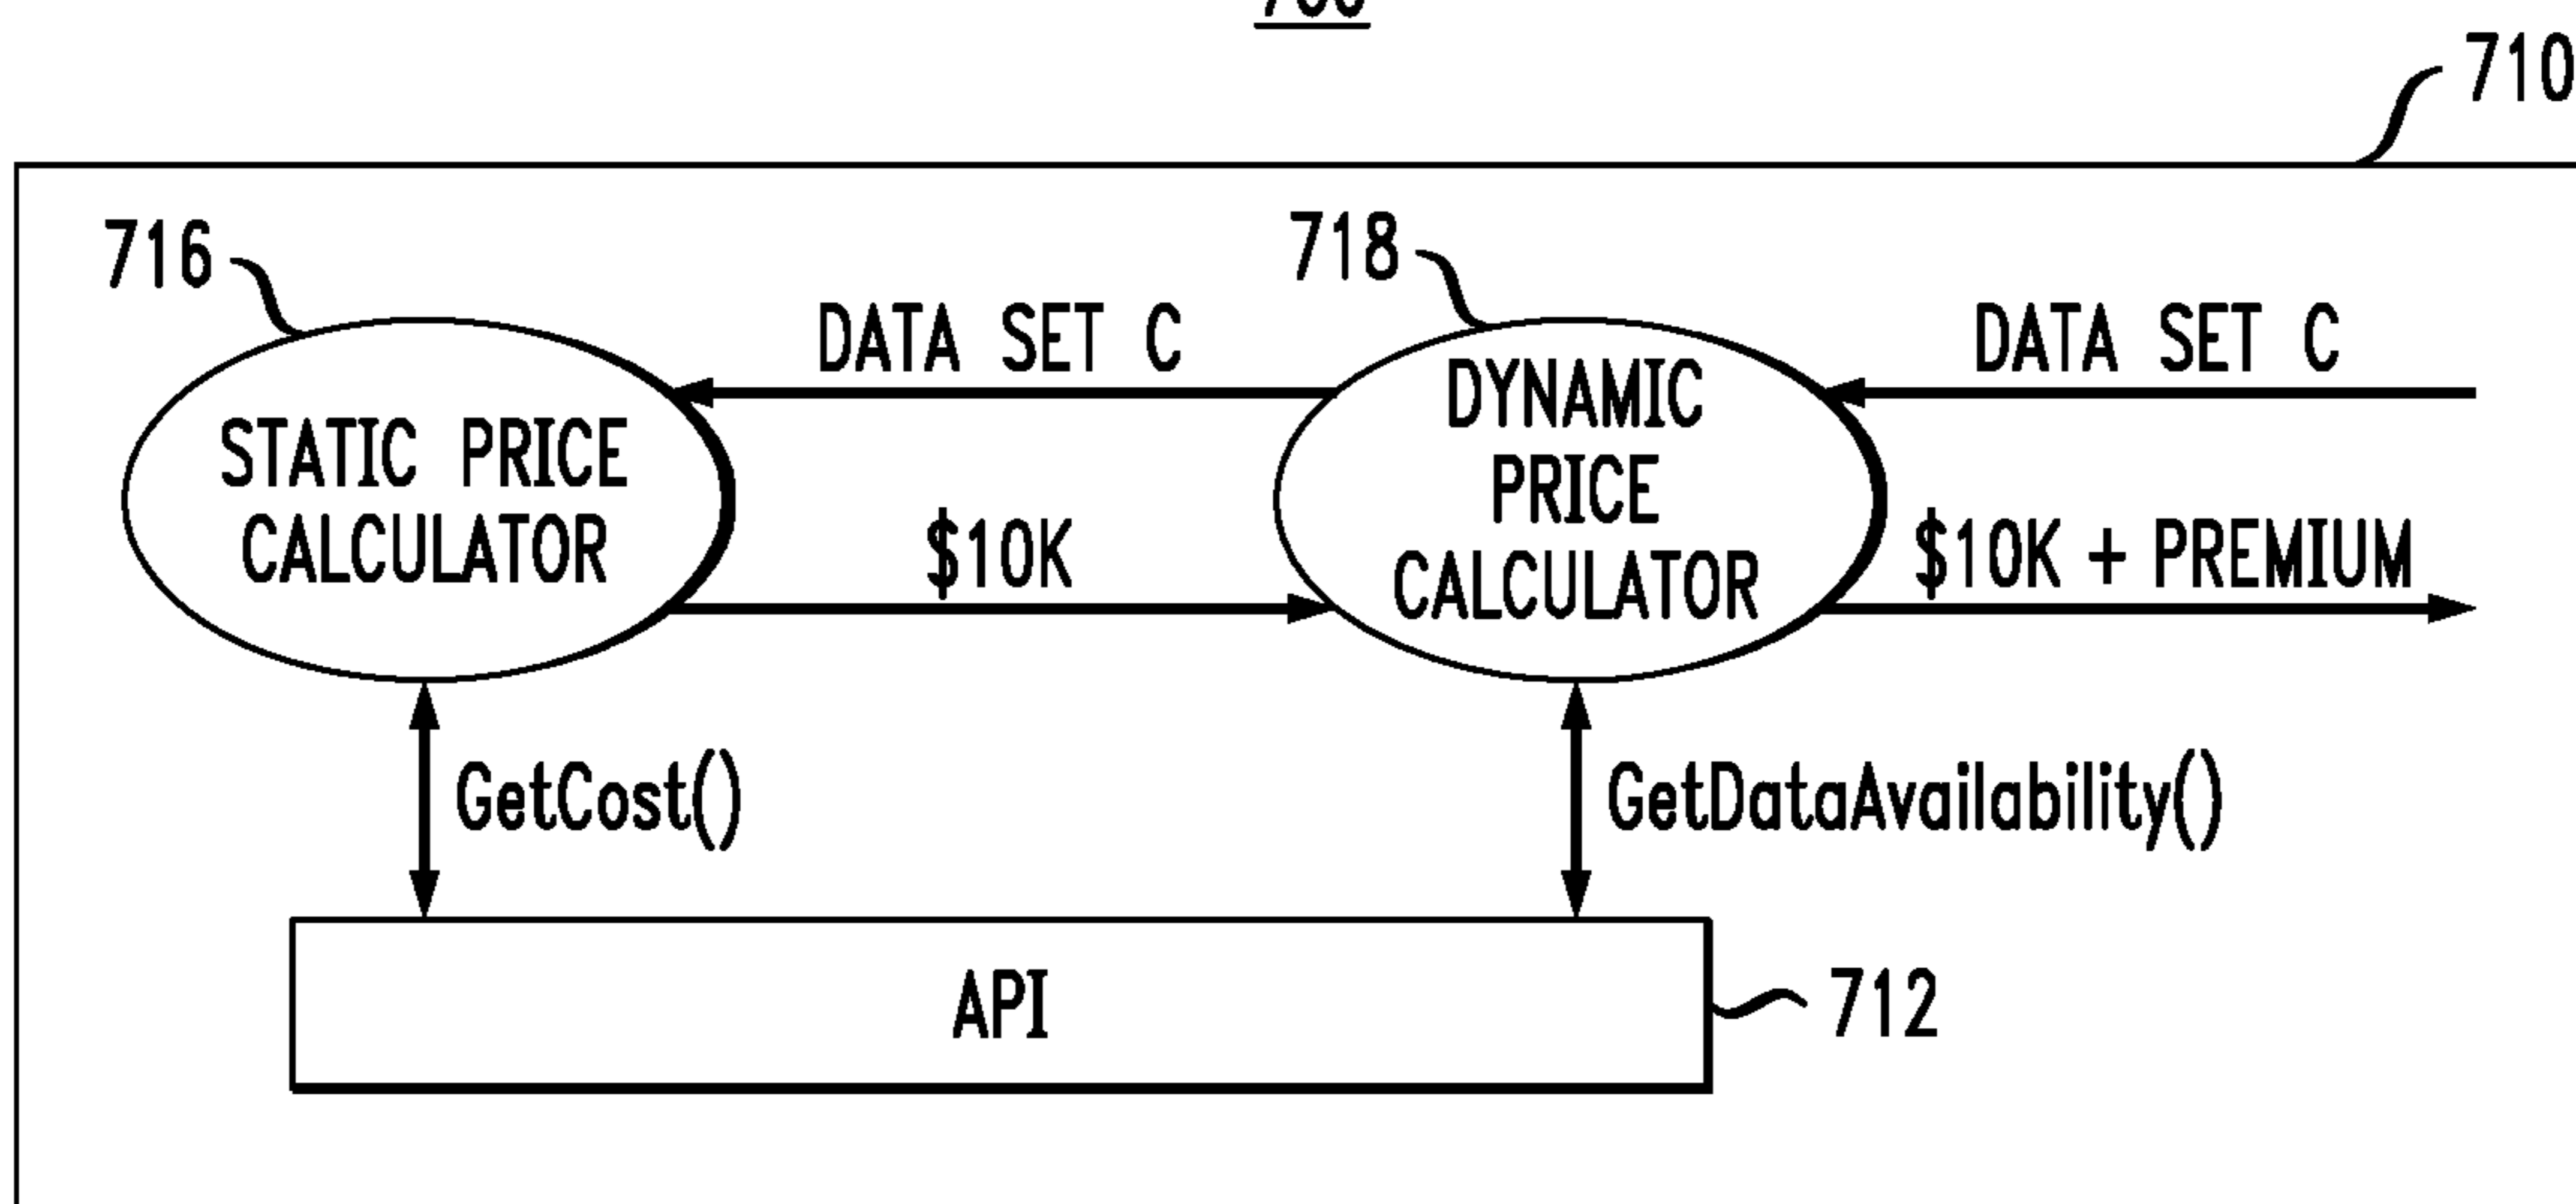 710
716
718
DATA SET C
DATA SET C
STATIC PRICE
CALCULATOR
DYNAMIC
PRICE
CALCULATOR
$10K
$10K + PREMIUM
GetCost()
GetDataAvailability()
API
712